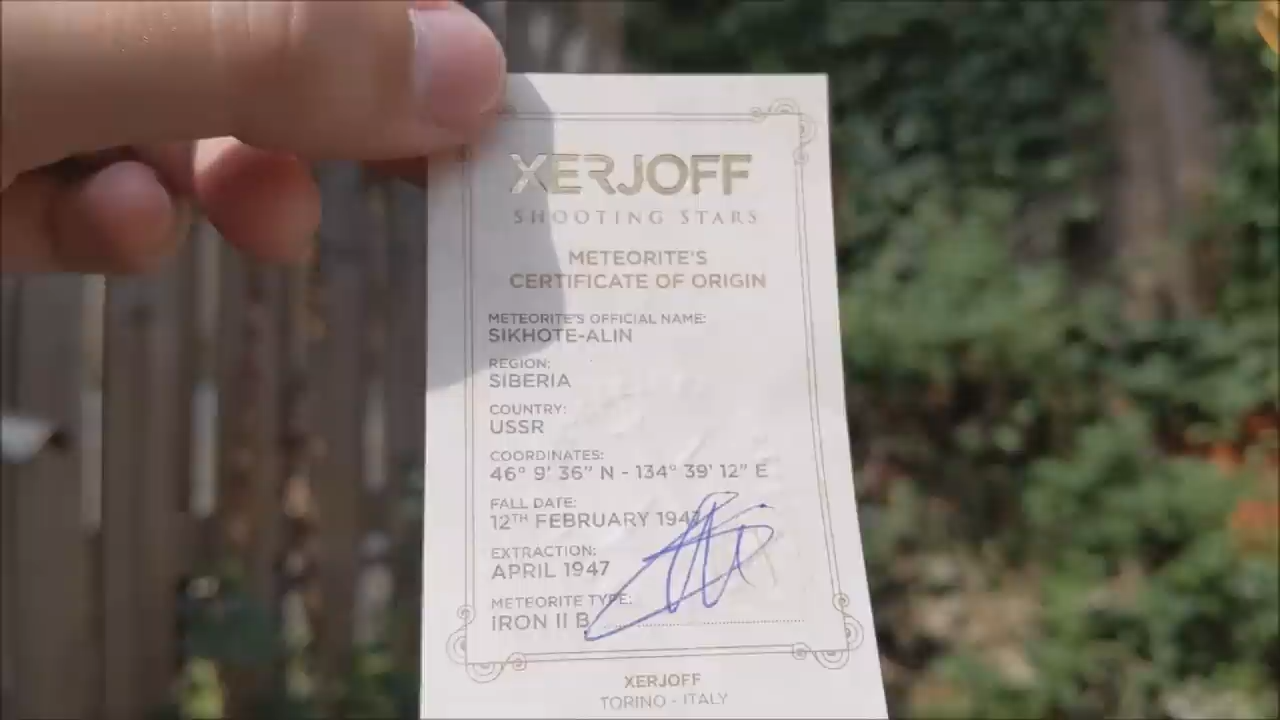 XERJOFF
SHOOTING STARS
METEORITE'S
CERTIFICATE OF ORIGIN
METEORITE'S OFFICIAL NAME:
SIKHOTE-ALIN
REGION:
SIBERIA
COUNTRY:
USSR
COORDINATES:
46° 9' 36” N - 134° 39' 12” E
FALL DATE:
12TH FEBRUARY 1947
EXTRACTION:
APRIL 1947
METEORITE TYPE:
IRON II B
XERJOFF
TORINO - ITALY